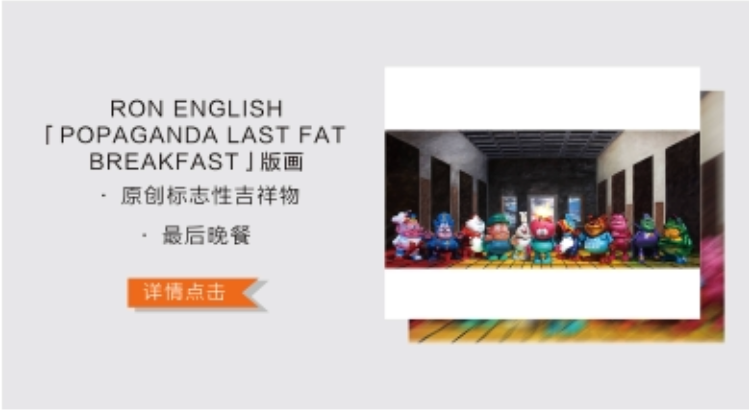 RON ENGLISH
「POPAGANDA LAST FAT
BREAKFAST」版画
· 原创标志性吉祥物
· 最后晚餐
详情点击